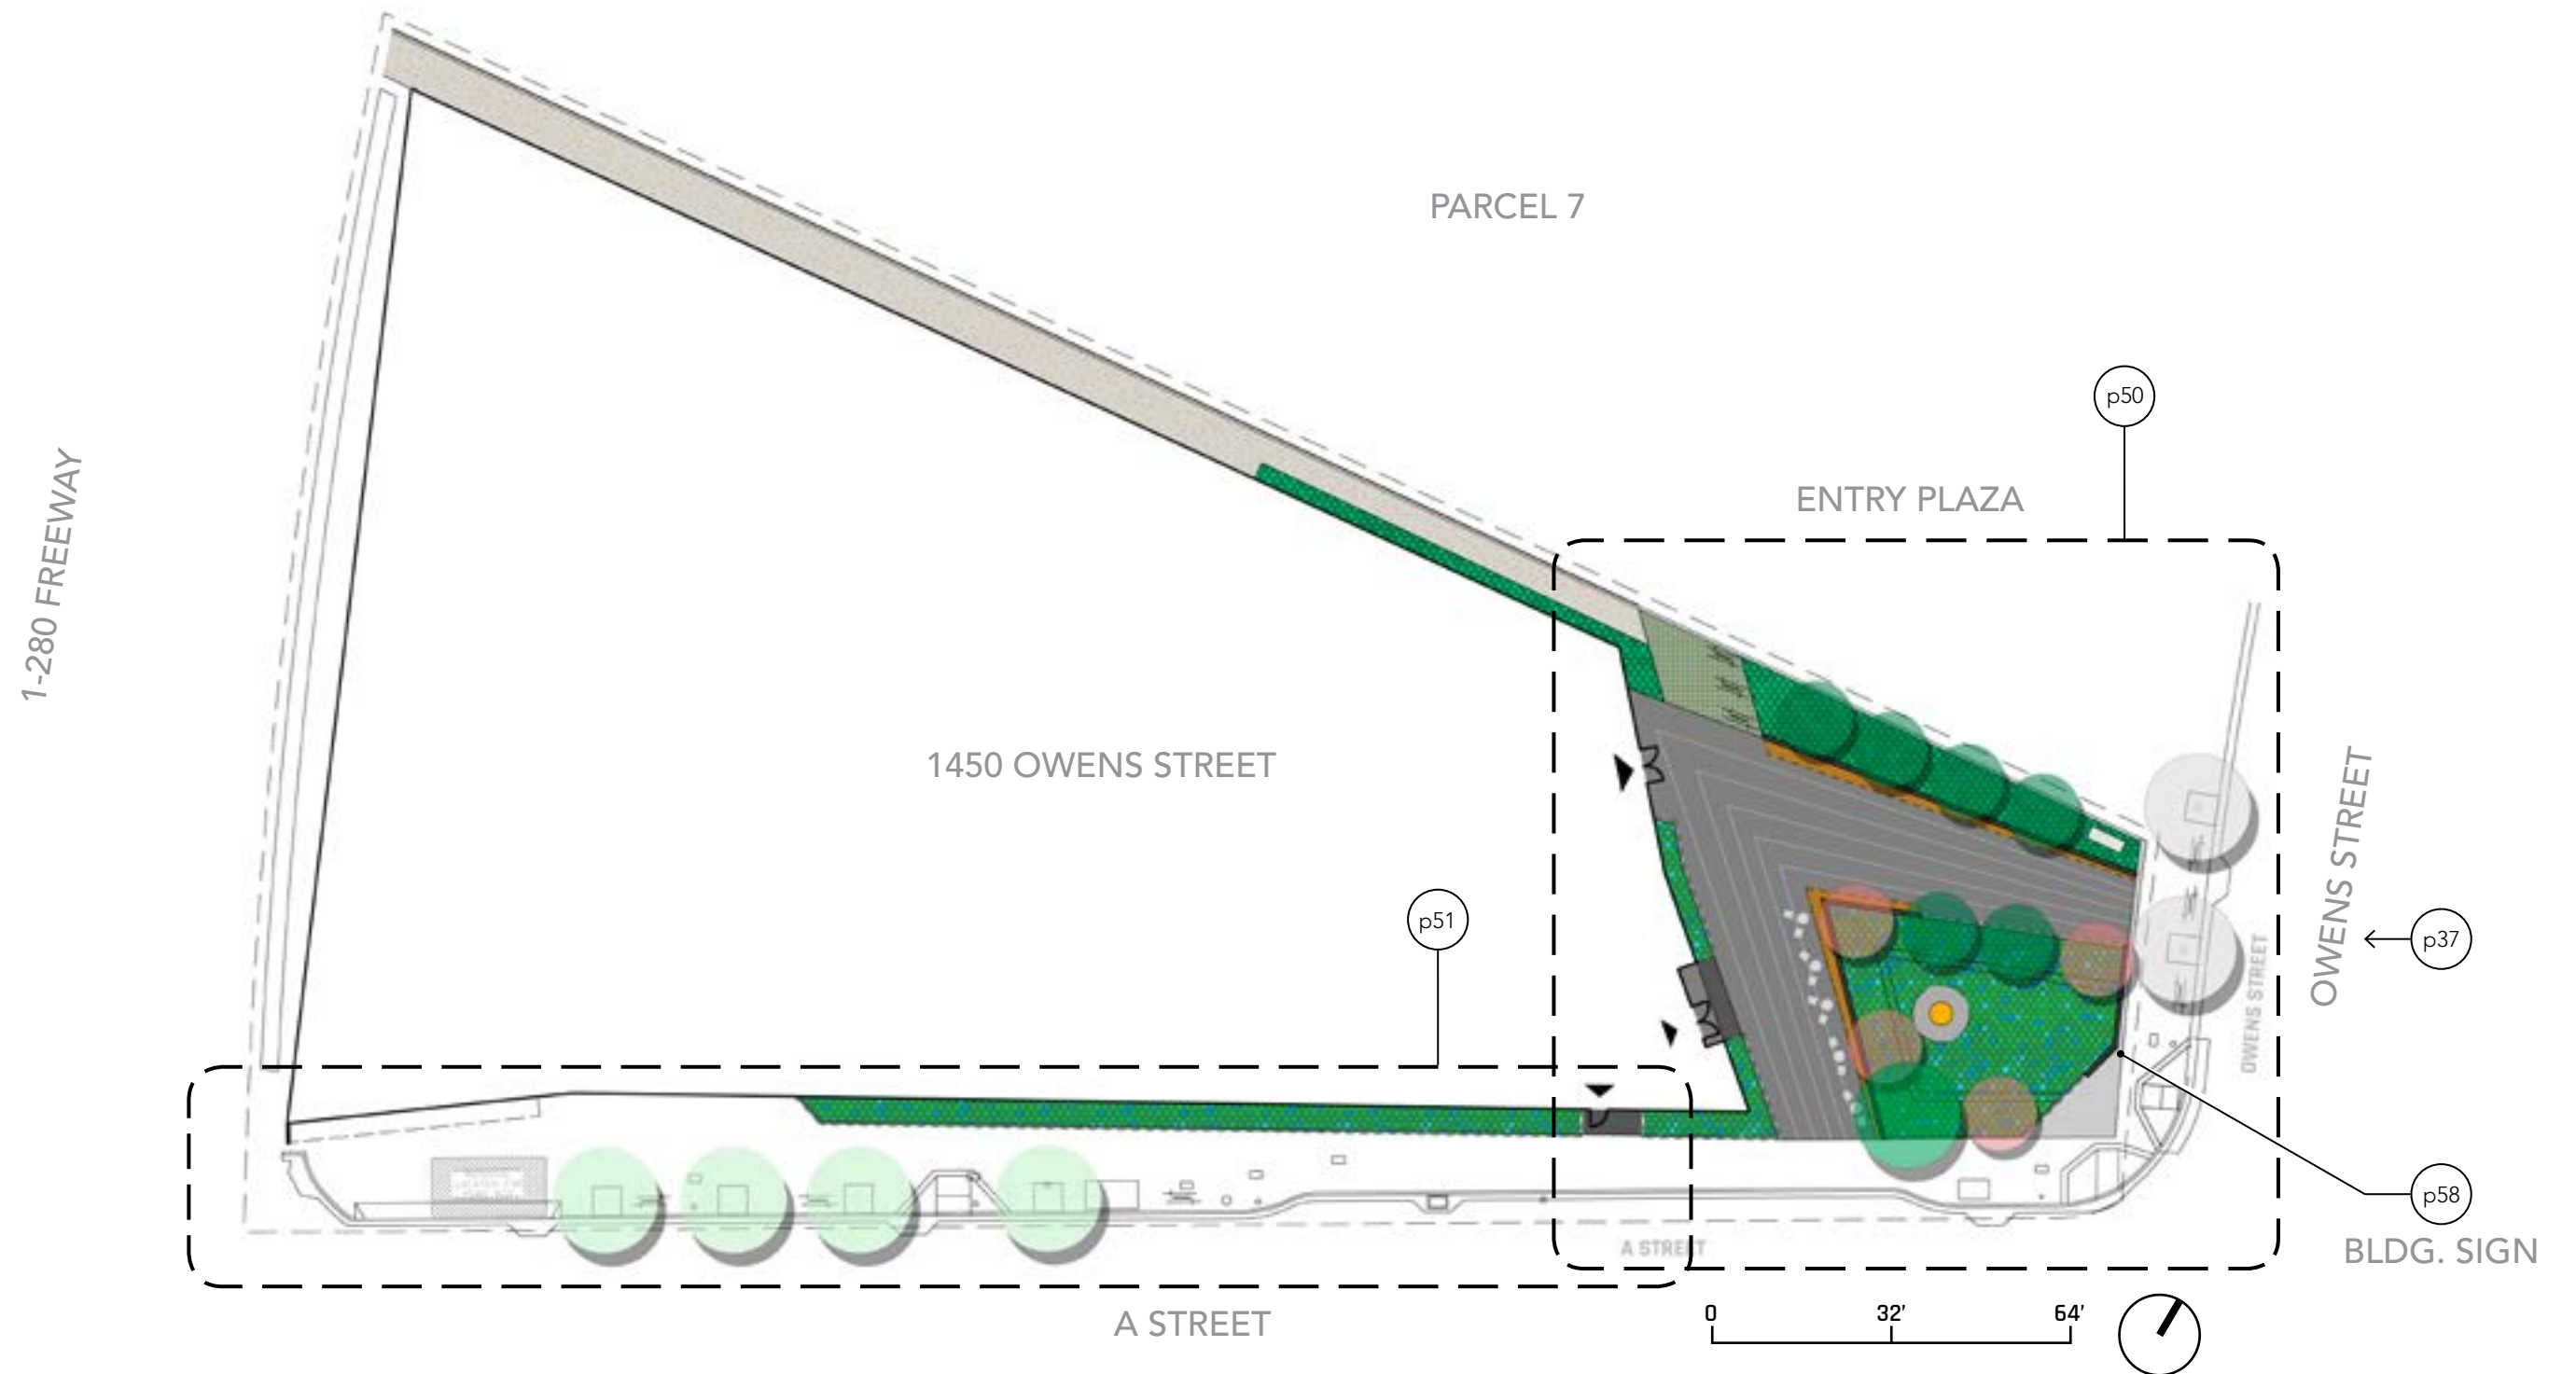 PARCEL 7
p50
ENTRY PLAZA
1-280 FREEWAY
1450 OWENS STREET
OWENS STREET
p51
p37
OWENS STREET
p58
BLDG. SIGN
A STREET
A STREET
0 32' 64'